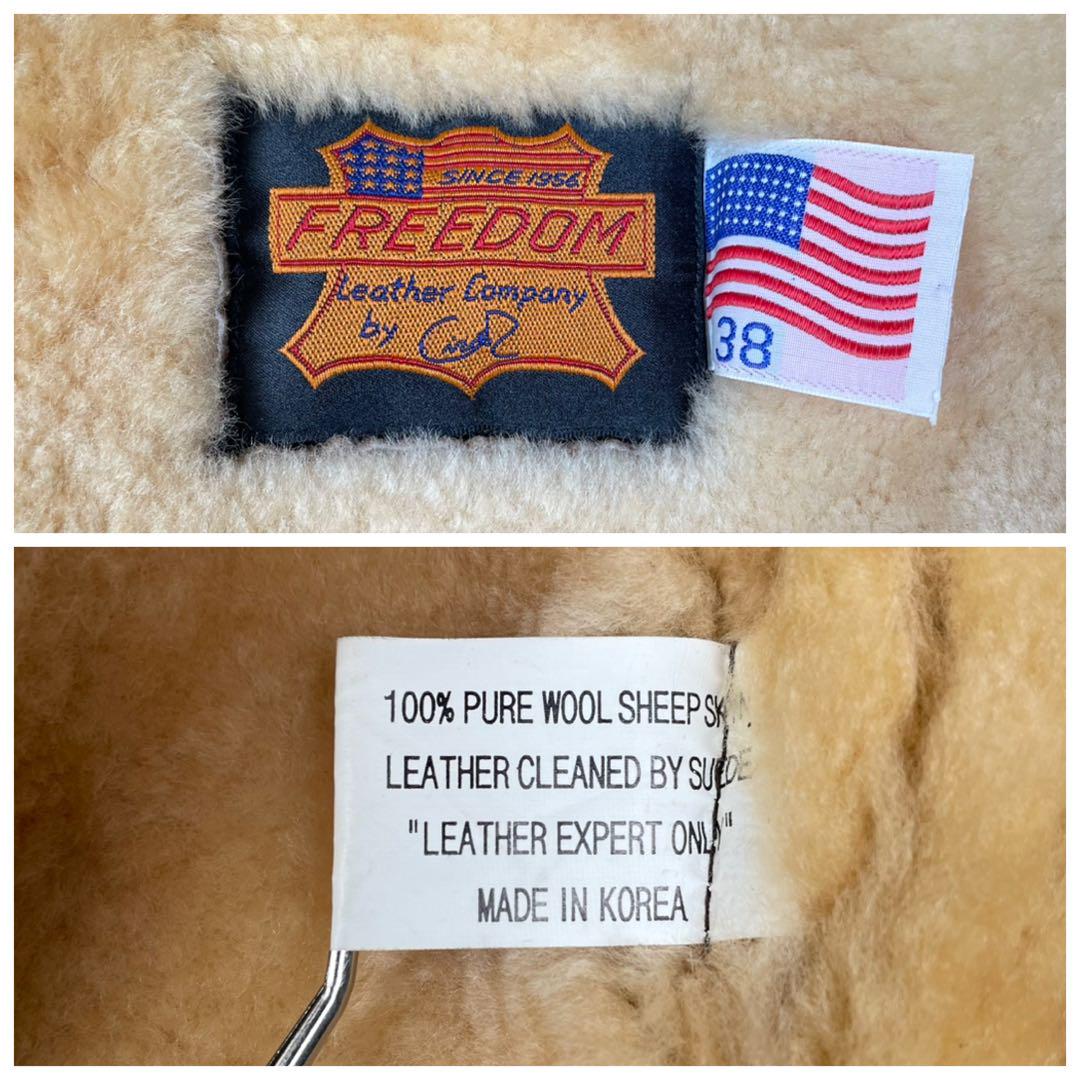 SINCE 1956
FREEDOM
Leather Company
by
38
100% PURE WOOL SHEEP SKIN.
LEATHER CLEANED BY SUEDE
"LEATHER EXPERT ONLY"
MADE IN KOREA